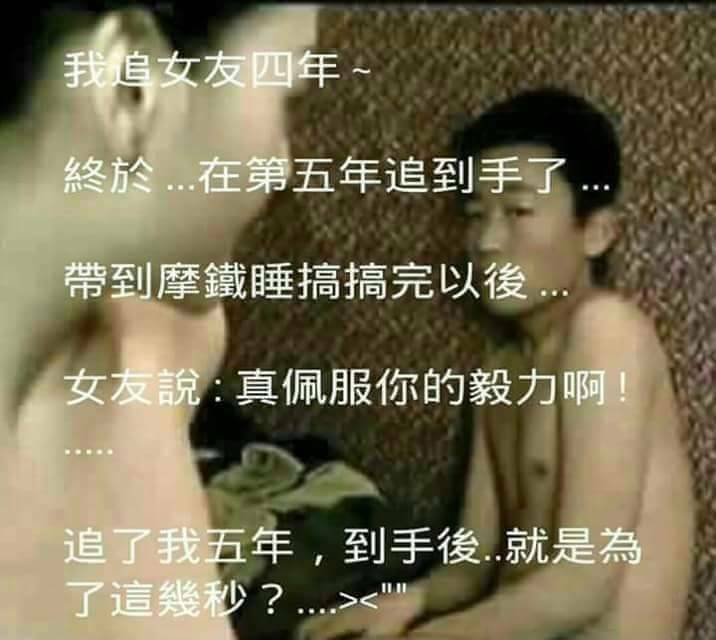 我追女友四年~
終於...在第五年追到手了...
帶到摩鐵睡搞搞完以後...
女友說:真佩服你的毅力啊!
.....
追了我五年,到手後..就是為
了這幾秒?....><""